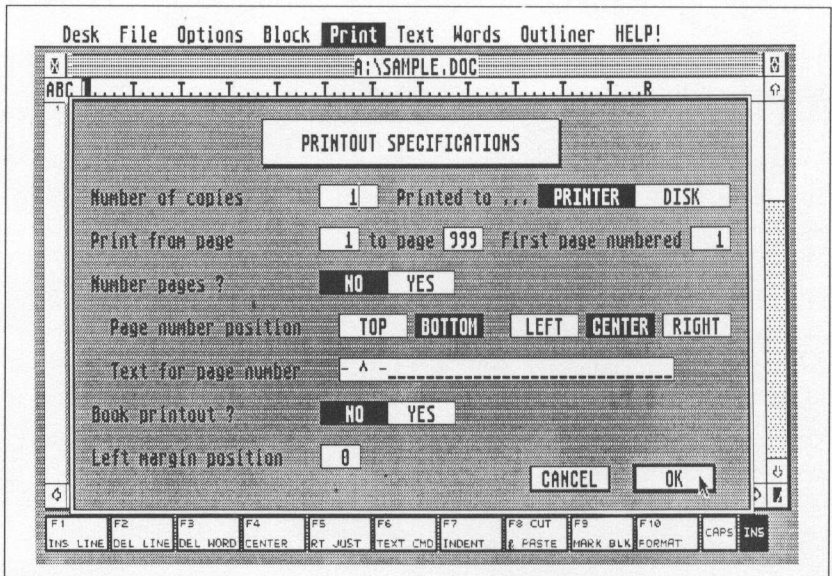 Desk File Options Block Print Text Words Outliner HELP!
A:\SAMPLE.DOC
ABC [....T....T....T....T....T....T....T....T....T....T...R
1
PRINTOUT SPECIFICATIONS
Number of copies 1 Printed to ... PRINTER DISK
Print from page 1 to page 999 First page numbered 1
Number pages ? NO YES
Page number position TOP BOTTOM LEFT CENTER RIGHT
Text for page number - ^ -______________________________
Book printout ? NO YES
Left margin position 0
CANCEL OK
F1 F2 F3 F4 F5 F6 F7 F8 CUT F9 F10 CAPS INS
INS LINE DEL LINE DEL WORD CENTER RT JUST TEXT CMD INDENT & PASTE MARK BLK FORMAT